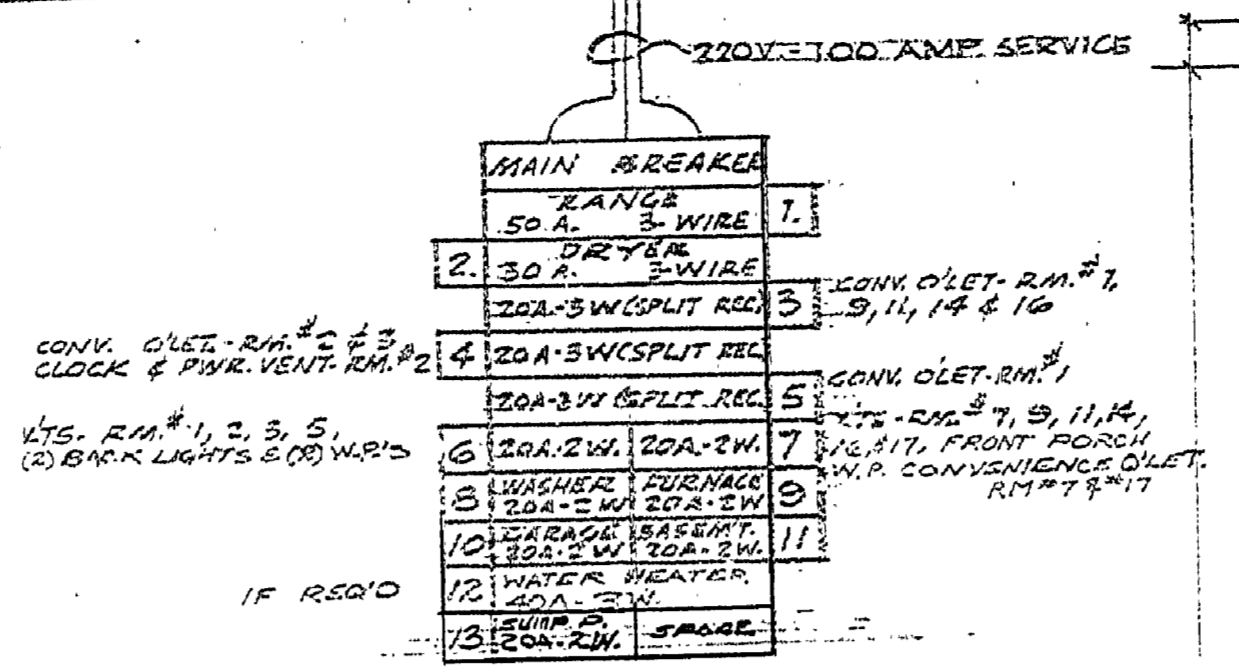 220V-100 AMP. SERVICE
MAIN BREAKER
RANGE
50 A. 3-WIRE
1.
2.
DRYER
30 A. 3-WIRE
20A-3W (SPLIT REC)
3
CONV. O'LET-RM. #7,
9, 11, 14 & 16
CONV. O'LET.-RM. #2 & 3
CLOCK & PWR. VENT-RM. #2
4
20A-3W (SPLIT REC
20A-3W (SPLIT REC.
5
CONV. O'LET-RM. #1
LTS.- RM. #1, 2, 3, 5,
(2) BACK LIGHTS & (2) W.P.'S
6
20A-2W.
20A-2W.
7
LTS.-RM. #7, 9, 11, 14,
16, #17, FRONT PORCH
W.P. CONVENIENCE O'LET.
RM #7 & #17
8
WASHER
20A-2W
FURNACE
20A-2W
9
10
GARAGE
20A-2W
BASEM'T.
20A-2W.
11
IF REQ'D
12
WATER HEATER
40A-3W.
13
SUMP P.
20A-2W.
SPARE